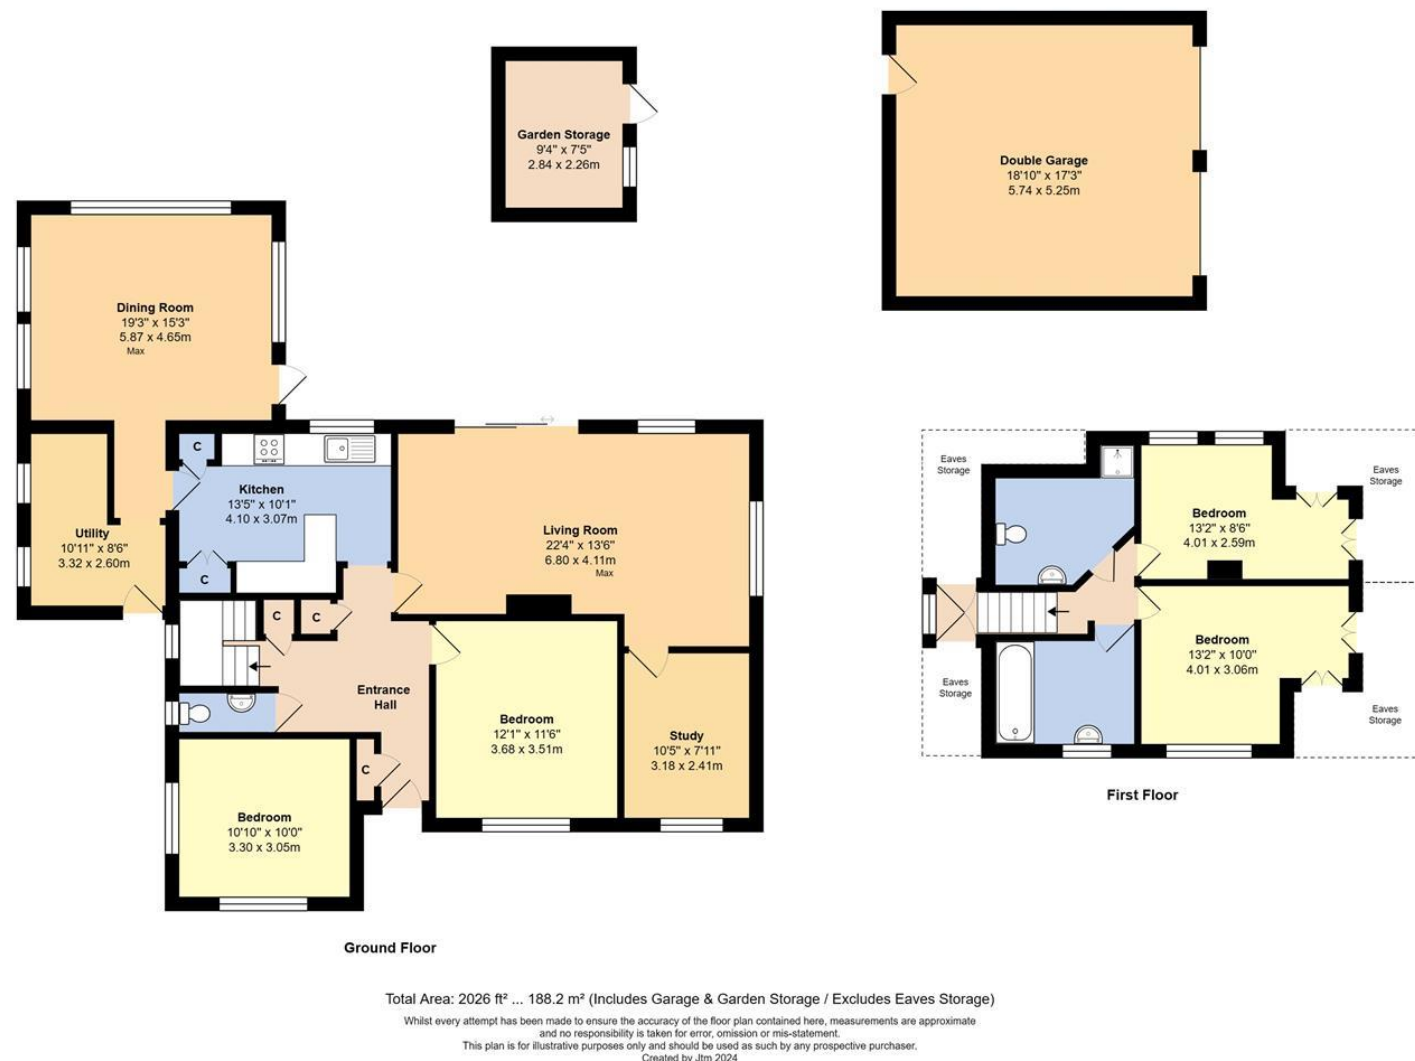 Garden Storage
9'4" x 7'5"
2.84 x 2.26m
Double Garage
18'10" x 17'3"
5.74 x 5.25m
Dining Room
19'3" x 15'3"
5.87 x 4.65m
Max
C
Kitchen
13'5" x 10'1"
4.10 x 3.07m
C
Utility
10'11" x 8'6"
3.32 x 2.60m
Living Room
22'4" x 13'6"
6.80 x 4.11m
Max
C
C
Entrance
Hall
Bedroom
12'1" x 11'6"
3.68 x 3.51m
Study
10'5" x 7'11"
3.18 x 2.41m
C
Bedroom
10'10" x 10'0"
3.30 x 3.05m
Ground Floor
Eaves
Storage
Eaves
Storage
Bedroom
13'2" x 8'6"
4.01 x 2.59m
Bedroom
13'2" x 10'0"
4.01 x 3.06m
Eaves
Storage
Eaves
Storage
First Floor
Total Area: 2026 ft² ... 188.2 m² (Includes Garage & Garden Storage / Excludes Eaves Storage)
Whilst every attempt has been made to ensure the accuracy of the floor plan contained here, measurements are approximate
and no responsibility is taken for error, omission or mis-statement.
This plan is for illustrative purposes only and should be used as such by any prospective purchaser.
Created by Jtm 2024